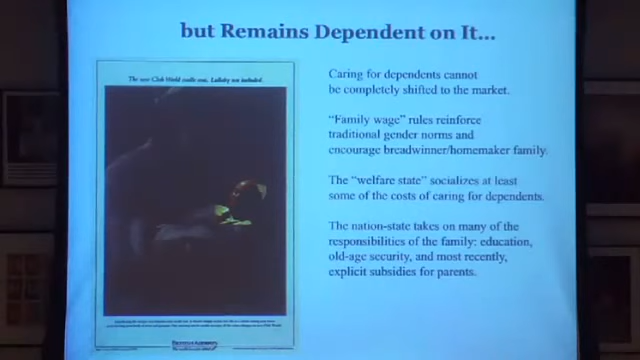 but Remains Dependent on It...
The new Club World cradle seat. Lullaby not included.
Caring for dependents cannot
be completely shifted to the market.
"Family wage" rules reinforce
traditional gender norms and
encourage breadwinner/homemaker family.
The "welfare state" socializes at least
some of the costs of caring for dependents.
The nation-state takes on many of the
responsibilities of the family: education,
old-age security, and most recently,
explicit subsidies for parents.
BRITISH AIRWAYS